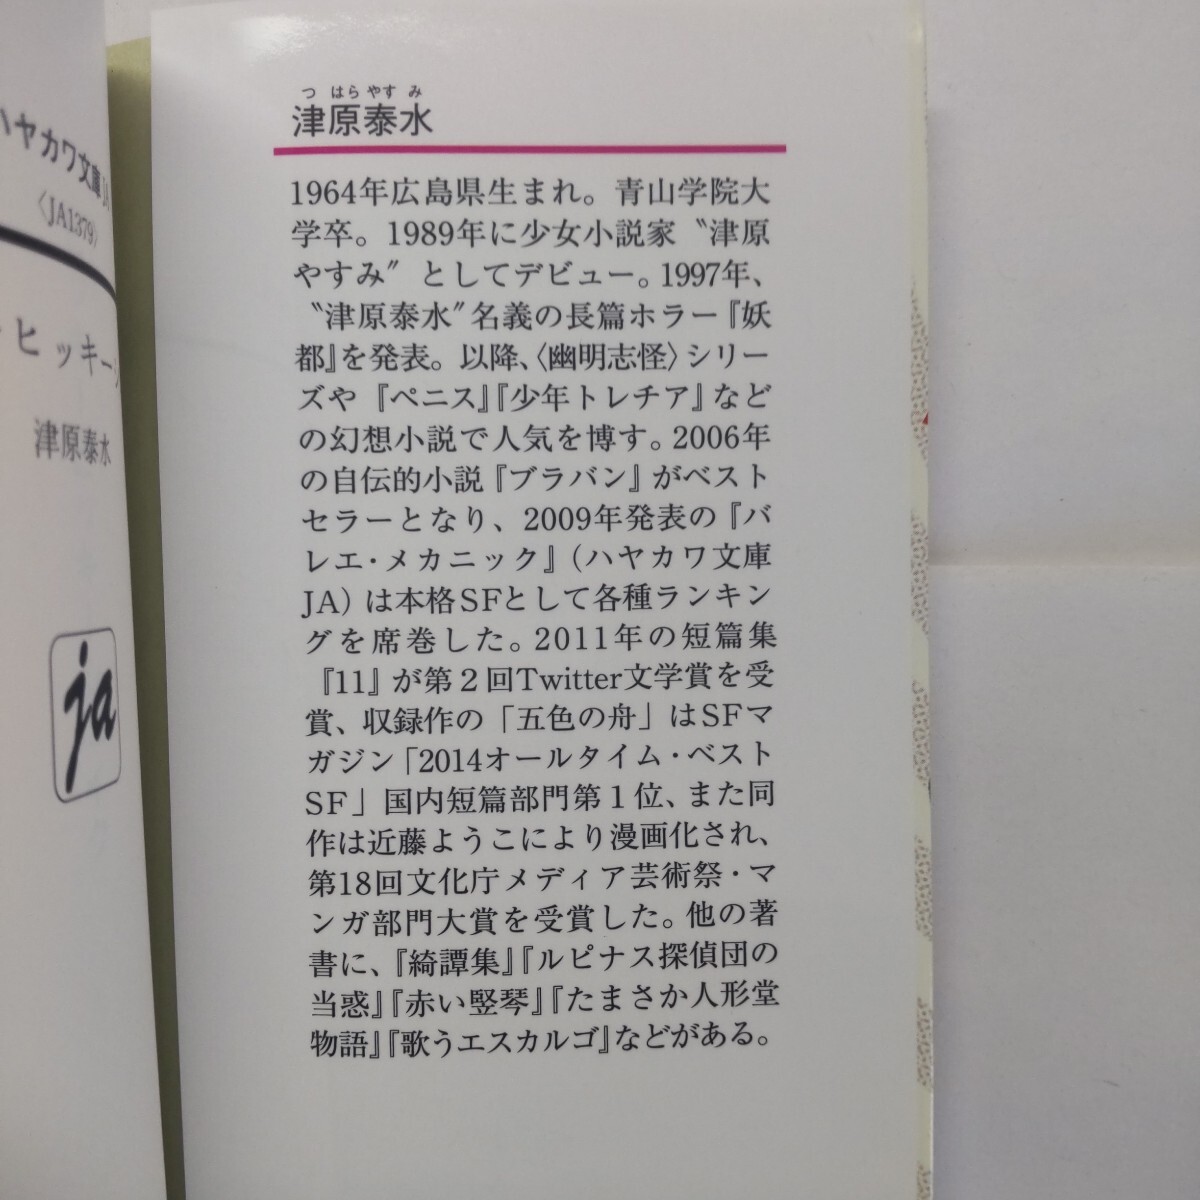 ハヤカワ文庫JA
〈JA1379〉
ヒッキー
津原泰水
ja
つ はら やす み
津原泰水
1964年広島県生まれ。青山学院大
学卒。1989年に少女小説家〝津原
やすみ〟としてデビュー。1997年、
〝津原泰水〟名義の長篇ホラー『妖
都』を発表。以降、〈幽明志怪〉シリー
ズや『ペニス』『少年トレチア』など
の幻想小説で人気を博す。2006年
の自伝的小説『ブラバン』がベスト
セラーとなり、2009年発表の『バ
レエ・メカニック』(ハヤカワ文庫
JA)は本格SFとして各種ランキン
グを席巻した。2011年の短篇集
『11』が第2回Twitter文学賞を受
賞、収録作の「五色の舟」はSFマ
ガジン「2014オールタイム・ベスト
SF」国内短篇部門第1位、また同
作は近藤ようこにより漫画化され、
第18回文化庁メディア芸術祭・マ
ンガ部門大賞を受賞した。他の著
書に、『綺譚集』『ルピナス探偵団の
当惑』『赤い竪琴』『たまさか人形堂
物語』『歌うエスカルゴ』などがある。